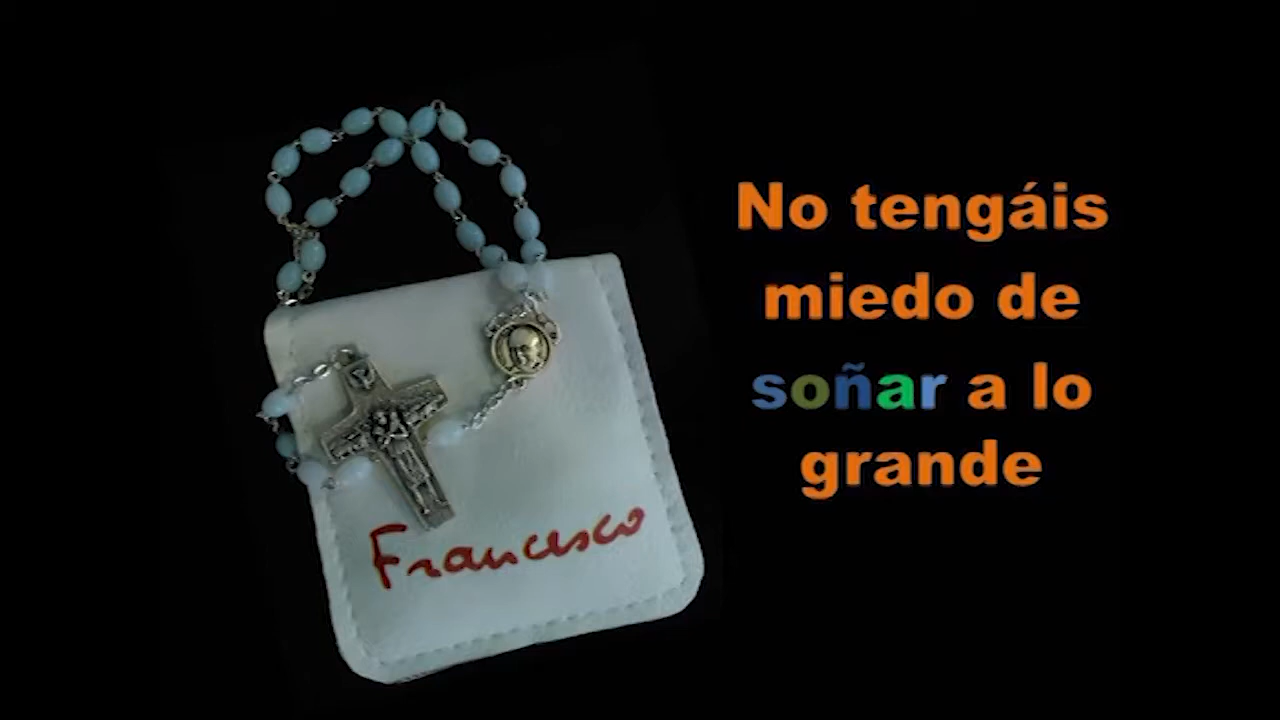 No tengáis
miedo de
soñar a lo
grande
Francesco